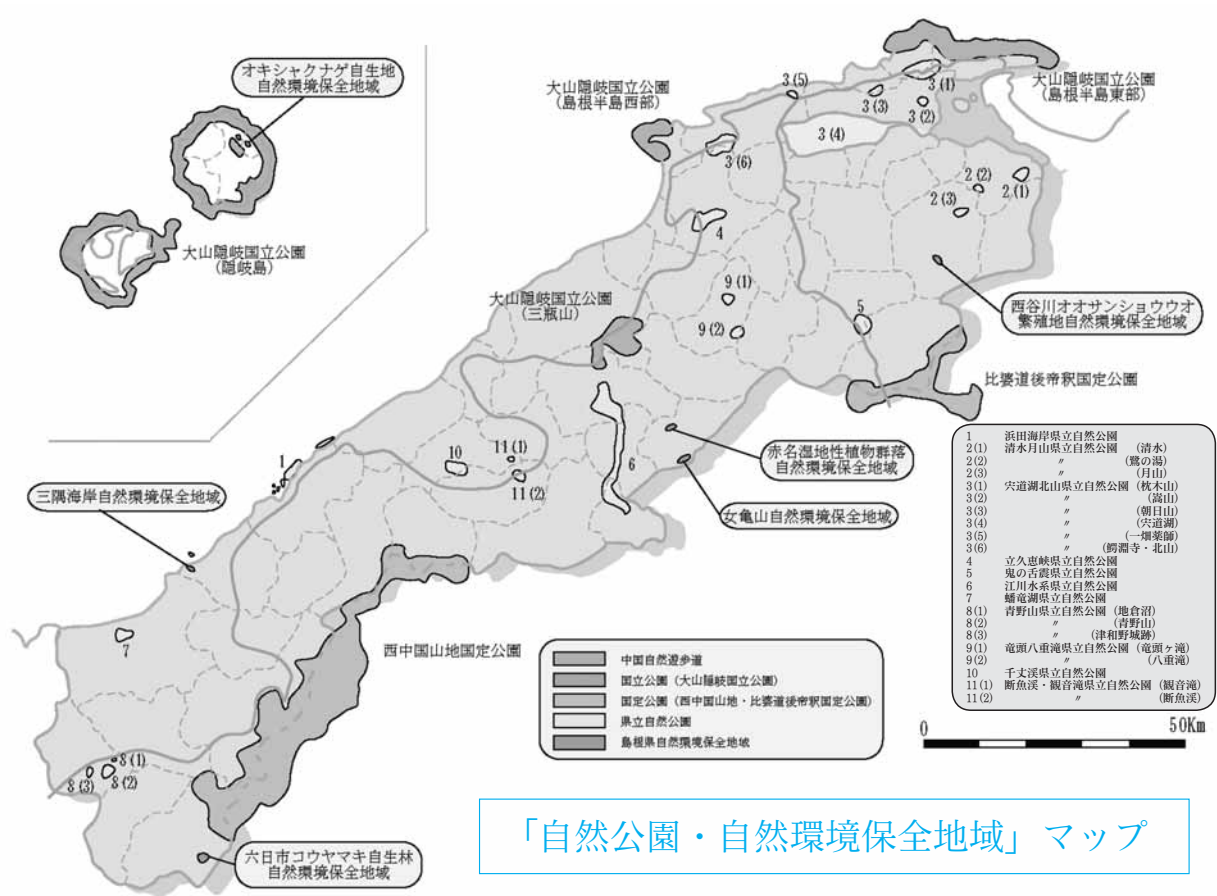 オキシャクナゲ自生地
自然環境保全地域
大山隠岐国立公園
（島根半島西部）
大山隠岐国立公園
（島根半島東部）
3 (5)
3 (1)
3 (3)
3 (2)
3 (4)
3 (6)
2 (2)
2 (1)
2 (3)
4
大山隠岐国立公園
（隠岐島）
9 (1)
大山隠岐国立公園
（三瓶山）
5
西谷川オオサンショウウオ
繁殖地自然環境保全地域
9 (2)
比婆道後帝釈国定公園
赤名湿地性植物群落
自然環境保全地域
11 (1)
10
1
6
11 (2)
三隅海岸自然環境保全地域
女亀山自然環境保全地域
7
西中国山地国定公園
8 (1)
8 (3)
8 (2)
六日市コウヤマキ自生林
自然環境保全地域
1 浜田海岸県立自然公園
2(1) 清水月山県立自然公園 (清水)
2(2) 〃 (鷺の湯)
2(3) 〃 (月山)
3(1) 宍道湖北山県立自然公園 (枕木山)
3(2) 〃 (嵩山)
3(3) 〃 (朝日山)
3(4) 〃 (宍道湖)
3(5) 〃 (一畑薬師)
3(6) 〃 (鰐淵寺・北山)
4 立久恵峡県立自然公園
5 鬼の舌震県立自然公園
6 江川水系県立自然公園
7 蟠竜湖県立自然公園
8(1) 青野山県立自然公園 (地倉沼)
8(2) 〃 (青野山)
8(3) 〃 (津和野城跡)
9(1) 竜頭八重滝県立自然公園 (竜頭ヶ滝)
9(2) 〃 (八重滝)
10 千丈渓県立自然公園
11(1) 断魚渓・観音滝県立自然公園 (観音滝)
11(2) 〃 (断魚渓)
中国自然遊歩道
国立公園（大山隠岐国立公園）
国定公園（西中国山地・比婆道後帝釈国定公園）
県立自然公園
島根県自然環境保全地域
0 50Km
「自然公園・自然環境保全地域」マップ